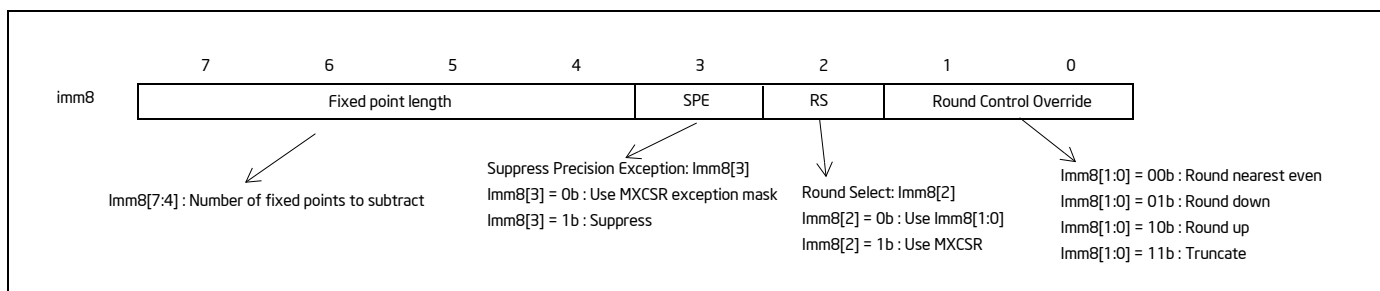 7 6 5 4 3 2 1 0
imm8 Fixed point length SPE RS Round Control Override
Imm8[7:4] : Number of fixed points to subtract
Suppress Precision Exception: Imm8[3]
Imm8[3] = 0b : Use MXCSR exception mask
Imm8[3] = 1b : Suppress
Round Select: Imm8[2]
Imm8[2] = 0b : Use Imm8[1:0]
Imm8[2] = 1b : Use MXCSR
Imm8[1:0] = 00b : Round nearest even
Imm8[1:0] = 01b : Round down
Imm8[1:0] = 10b : Round up
Imm8[1:0] = 11b : Truncate